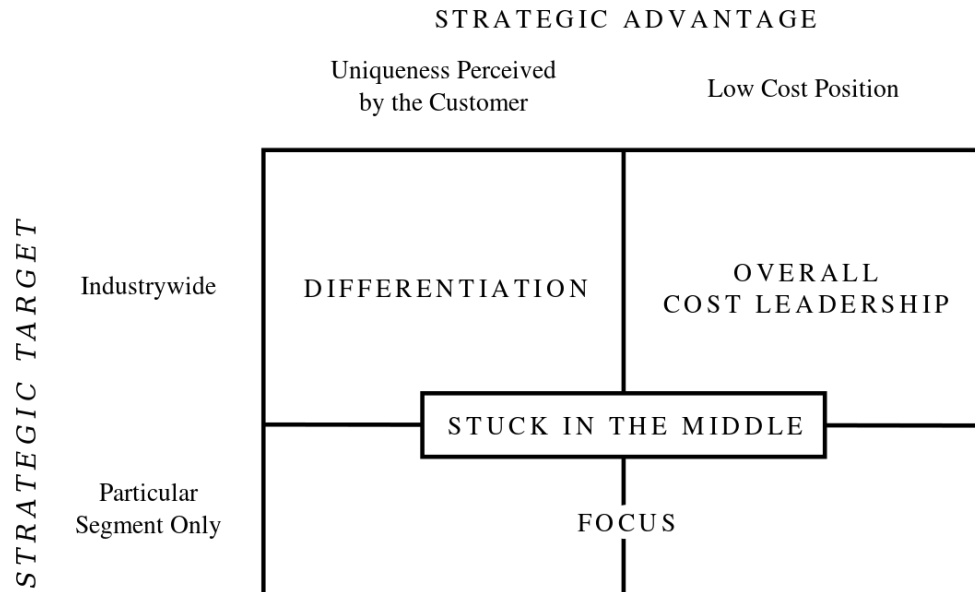 STRATEGIC ADVANTAGE
Uniqueness Perceived
by the Customer
Low Cost Position
STRATEGIC TARGET
Industrywide
DIFFERENTIATION
OVERALL
COST LEADERSHIP
STUCK IN THE MIDDLE
Particular
Segment Only
FOCUS